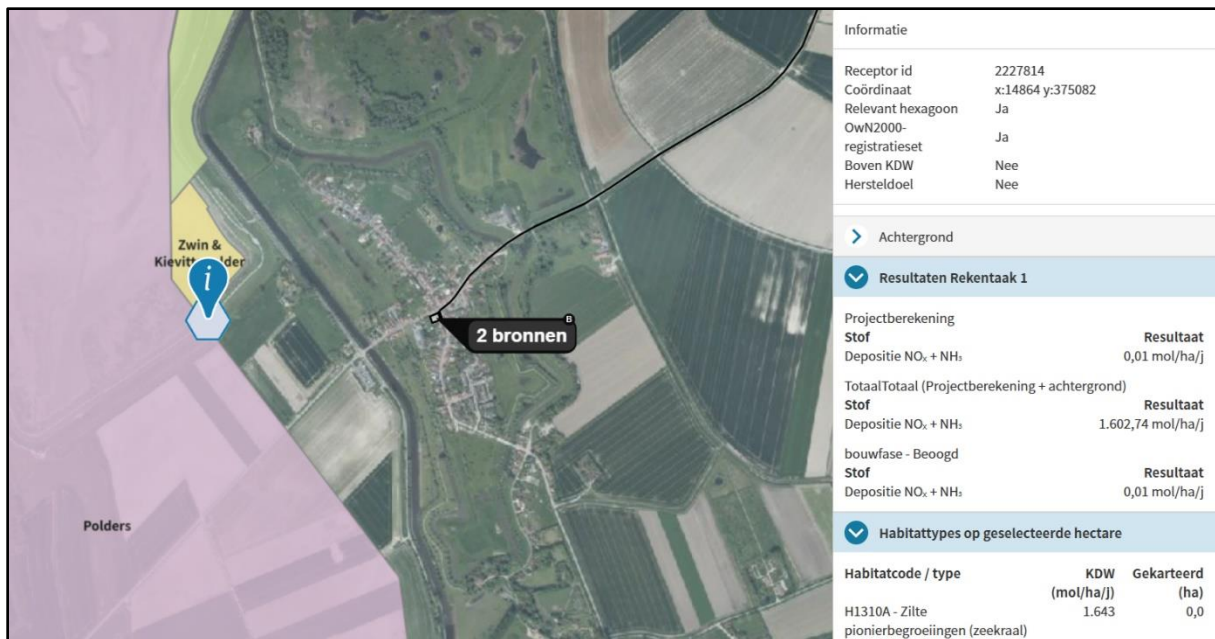 Zwin &
Kievittepolder
i
2 bronnen
B
Polders
Informatie
Receptor id 2227814
Coördinaat x:14864 y:375082
Relevant hexagoon Ja
OwN2000-
registratieset Ja
Boven KDW Nee
Hersteldoel Nee
Achtergrond
Resultaten Rekentaak 1
Projectberekening
Stof Resultaat
Depositie NOₓ + NH₃ 0,01 mol/ha/j
TotaalTotaal (Projectberekening + achtergrond)
Stof Resultaat
Depositie NOₓ + NH₃ 1.602,74 mol/ha/j
bouwfase - Beoogd
Stof Resultaat
Depositie NOₓ + NH₃ 0,01 mol/ha/j
Habitattypes op geselecteerde hectare
Habitatcode / type KDW Gekarteerd
(mol/ha/j) (ha)
H1310A - Zilte 1.643 0,0
pionierbegroeiingen (zeekraal)